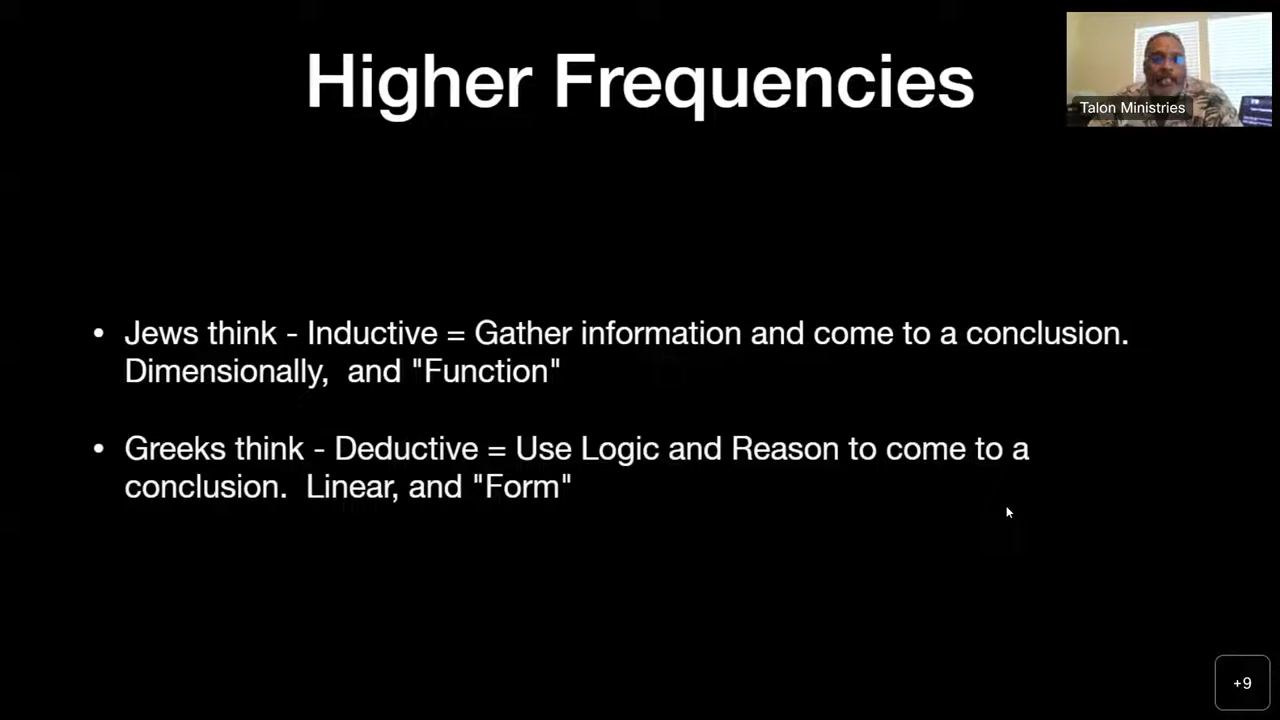 Higher Frequencies
Talon Ministries
• Jews think - Inductive = Gather information and come to a conclusion.
Dimensionally,  and "Function"
• Greeks think - Deductive = Use Logic and Reason to come to a
conclusion.  Linear, and "Form"
+9